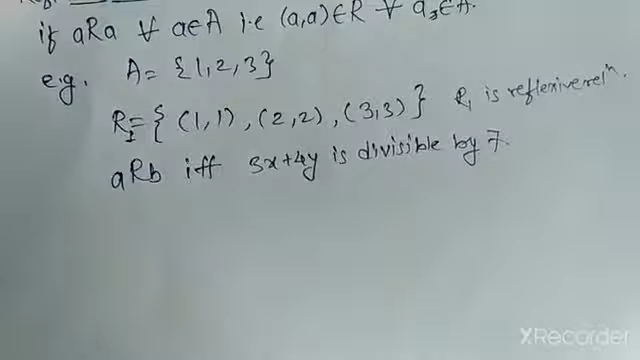 if aRa ∀ a∈A i.e (a,a)∈R ∀ a∈A.
e.g. A = {1,2,3}
R₁ = { (1,1), (2,2), (3,3) } R₁ is reflexive relⁿ.
aRb iff 3x+4y is divisible by 7.
XRecorder